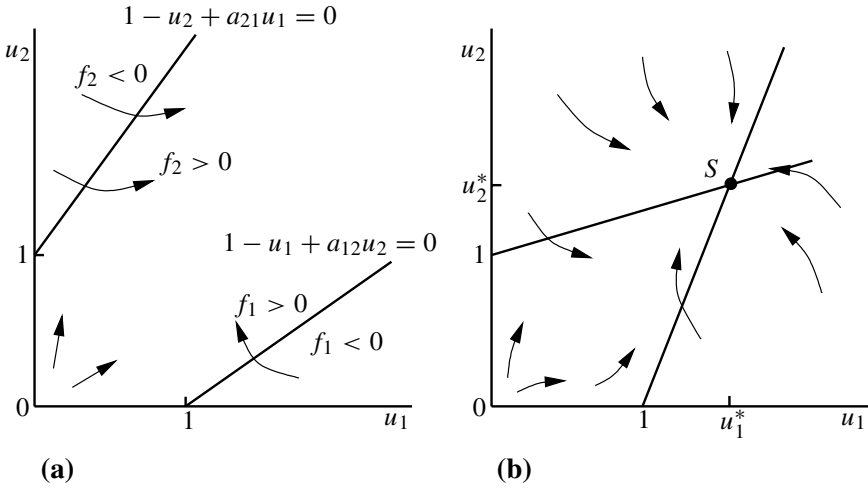 1 − u₂ + a₂₁u₁ = 0
u₂
f₂ < 0
f₂ > 0
1
1 − u₁ + a₁₂u₂ = 0
f₁ > 0
f₁ < 0
0
1
u₁
(a)
u₂
S
u₂*
1
0
1
u₁*
u₁
(b)